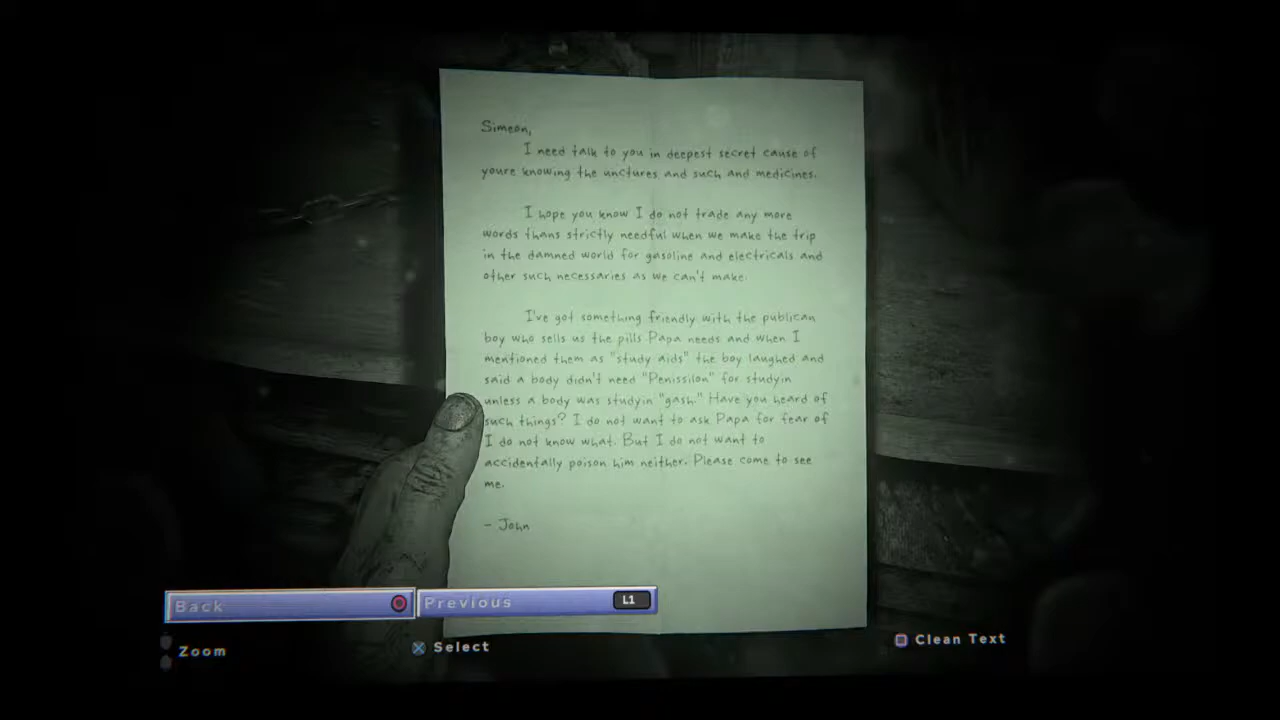 Simeon,
I need talk to you in deepest secret cause of
youre knowing the unctures and such and medicines.
I hope you know I do not trade any more
words thans strictly needful when we make the trip
in the damned world for gasoline and electricals and
other such necessaries as we can't make.
I've got something friendly with the publican
boy who sells us the pills Papa needs and when I
mentioned them as "study aids" the boy laughed and
said a body didn't need "Penissilon" for studyin
unless a body was studyin "gash." Have you heard of
such things? I do not want to ask Papa for fear of
I do not know what. But I do not want to
accidentally poison him neither. Please come to see
me.
- John
Back
Previous
L1
Zoom
Select
Clean Text